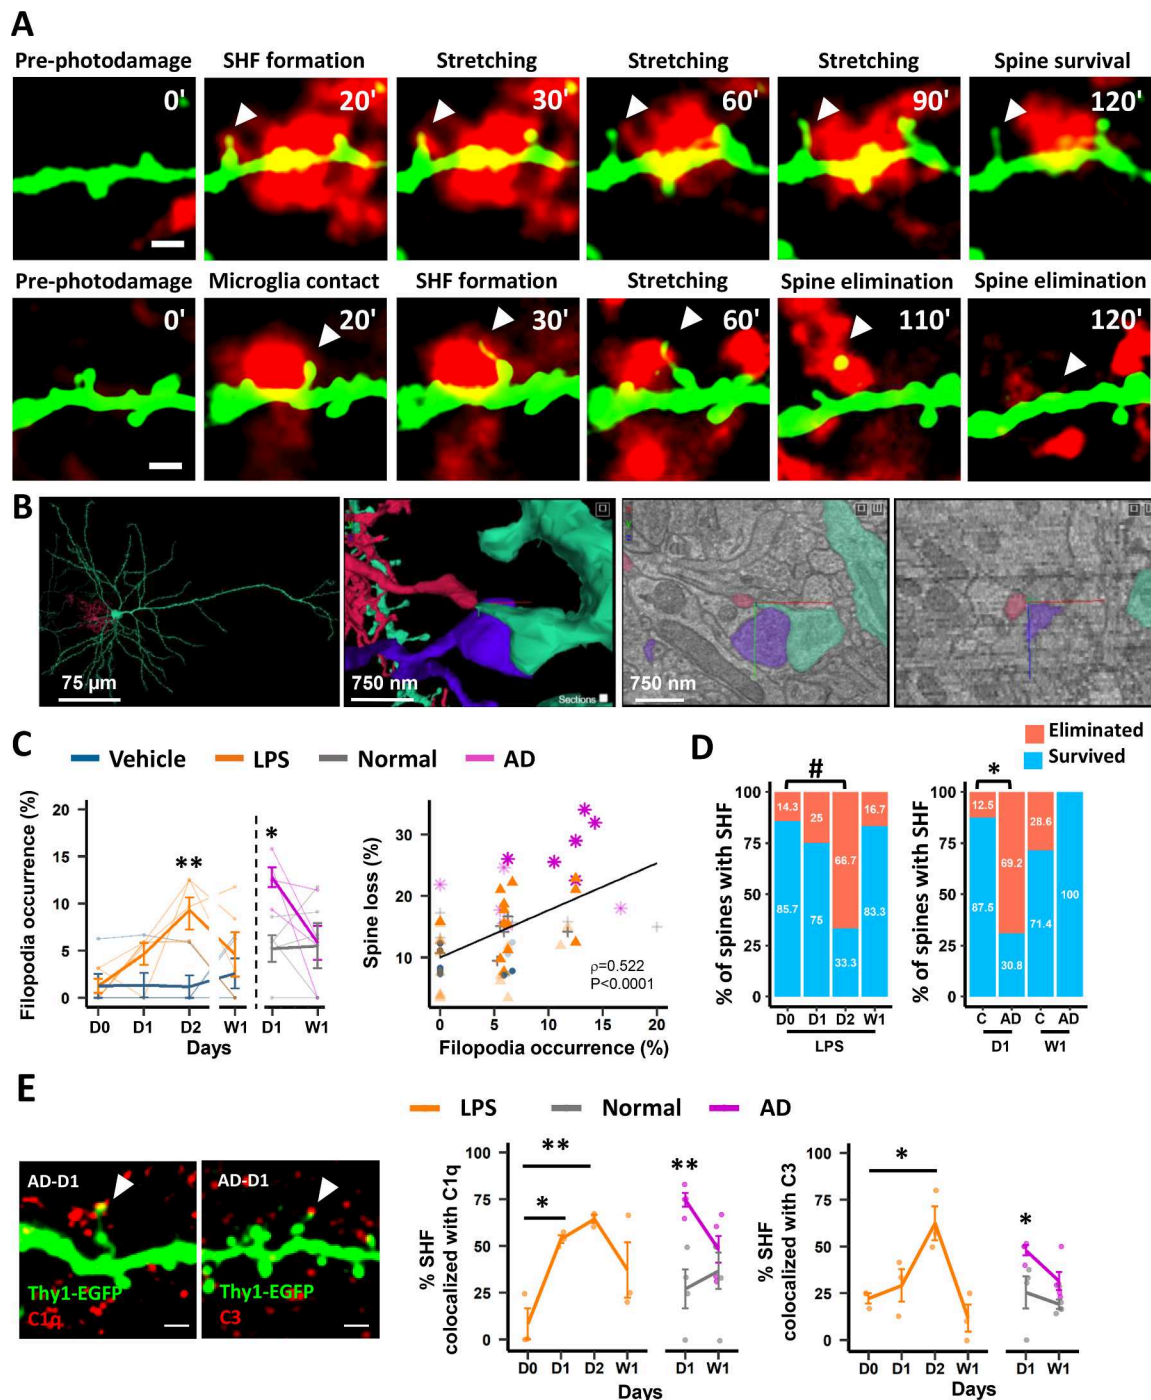 A
Pre-photodamage
SHF formation
Stretching
Stretching
Stretching
Spine survival
0'
20'
30'
60'
90'
120'
Pre-photodamage
Microglia contact
SHF formation
Stretching
Spine elimination
Spine elimination
0'
20'
30'
60'
110'
120'
B
75 µm
750 nm
Sections
750 nm
C
Vehicle
LPS
Normal
AD
Filopodia occurrence (%)
20
15
10
5
0
**
*
D0 D1 D2 W1 D1 W1
Days
Spine loss (%)
30
20
10
ρ=0.522
P<0.0001
0 5 10 15 20
Filopodia occurrence (%)
D
Eliminated
Survived
% of spines with SHF
100
75
50
25
0
#
14.3 25 66.7 16.7
85.7 75 33.3 83.3
D0 D1 D2 W1
LPS
% of spines with SHF
100
75
50
25
0
*
12.5 69.2 28.6
87.5 30.8 71.4 100
C AD C AD
D1 W1
E
LPS
Normal
AD
AD-D1
Thy1-EGFP
C1q
AD-D1
Thy1-EGFP
C3
% SHF
colocalized with C1q
100
75
50
25
0
**
*
**
D0 D1 D2 W1 D1 W1
Days
% SHF
colocalized with C3
100
75
50
25
0
*
*
D0 D1 D2 W1 D1 W1
Days